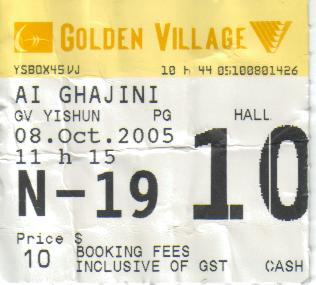 GOLDEN VILLAGE
YSBOX45VJ 10 h 44 05100801426
AI GHAJINI
GV YISHUN PG HALL
08.Oct.2005
11 h 15
N-19 10
Price $
10 BOOKING FEES
INCLUSIVE OF GST CASH